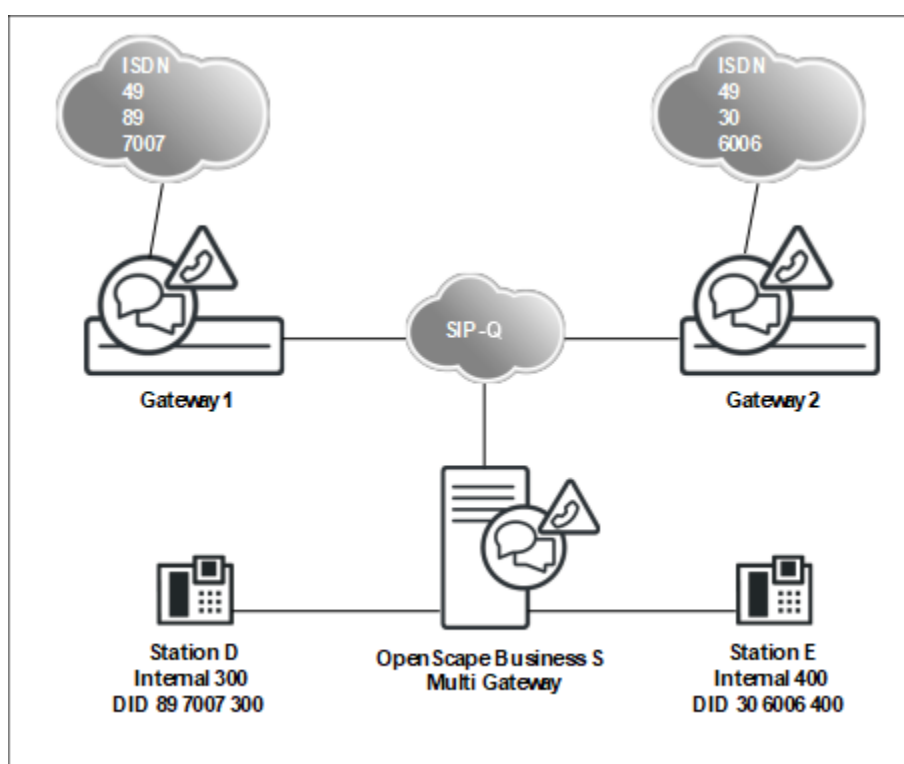 ISDN
49
89
7007
ISDN
49
30
6006
SIP-Q
Gateway 1
Gateway 2
OpenScape Business S
Multi Gateway
Station D
Internal 300
DID 89 7007 300
Station E
Internal 400
DID 30 6006 400